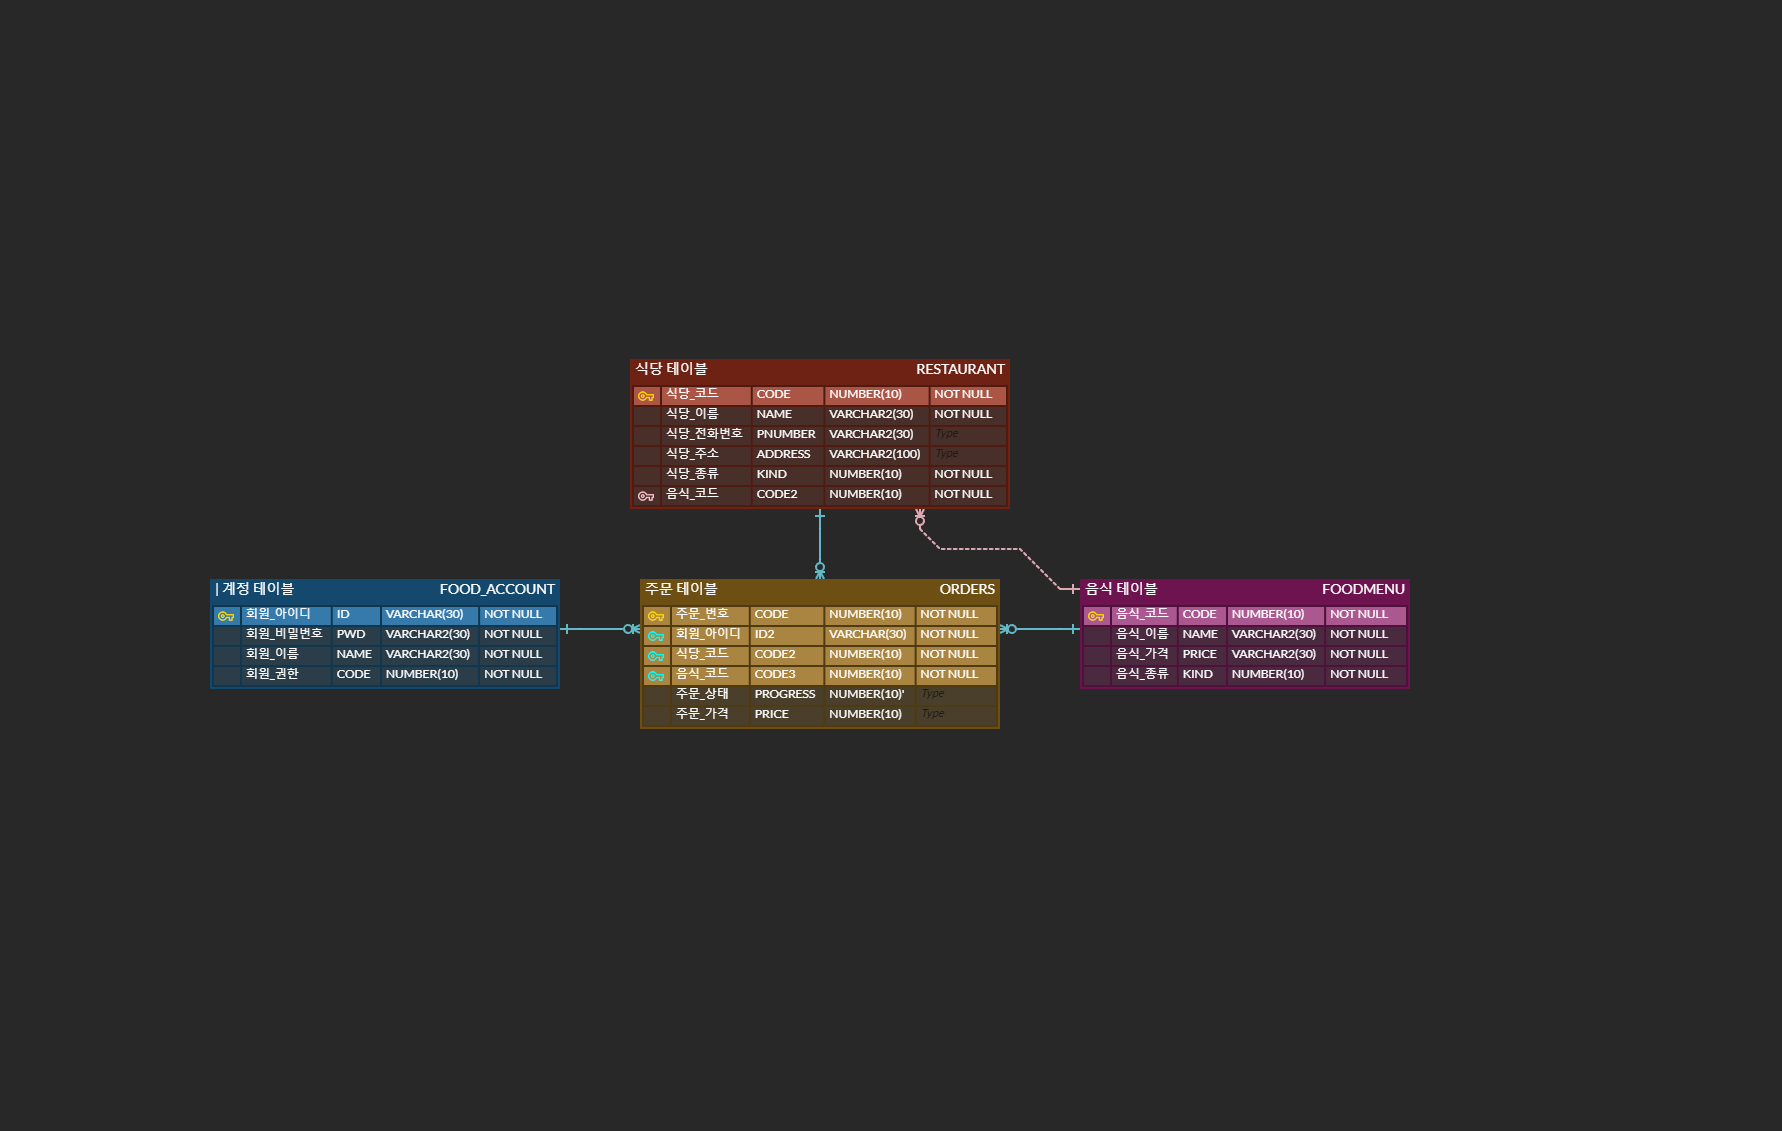 식당 테이블 RESTAURANT
식당_코드 CODE NUMBER(10) NOT NULL
식당_이름 NAME VARCHAR2(30) NOT NULL
식당_전화번호 PNUMBER VARCHAR2(30) Type
식당_주소 ADDRESS VARCHAR2(100) Type
식당_종류 KIND NUMBER(10) NOT NULL
음식_코드 CODE2 NUMBER(10) NOT NULL
| 계정 테이블 FOOD_ACCOUNT
회원_아이디 ID VARCHAR(30) NOT NULL
회원_비밀번호 PWD VARCHAR2(30) NOT NULL
회원_이름 NAME VARCHAR2(30) NOT NULL
회원_권한 CODE NUMBER(10) NOT NULL
주문 테이블 ORDERS
주문_번호 CODE NUMBER(10) NOT NULL
회원_아이디 ID2 VARCHAR(30) NOT NULL
식당_코드 CODE2 NUMBER(10) NOT NULL
음식_코드 CODE3 NUMBER(10) NOT NULL
주문_상태 PROGRESS NUMBER(10)' Type
주문_가격 PRICE NUMBER(10) Type
음식 테이블 FOODMENU
음식_코드 CODE NUMBER(10) NOT NULL
음식_이름 NAME VARCHAR2(30) NOT NULL
음식_가격 PRICE VARCHAR2(30) NOT NULL
음식_종류 KIND NUMBER(10) NOT NULL